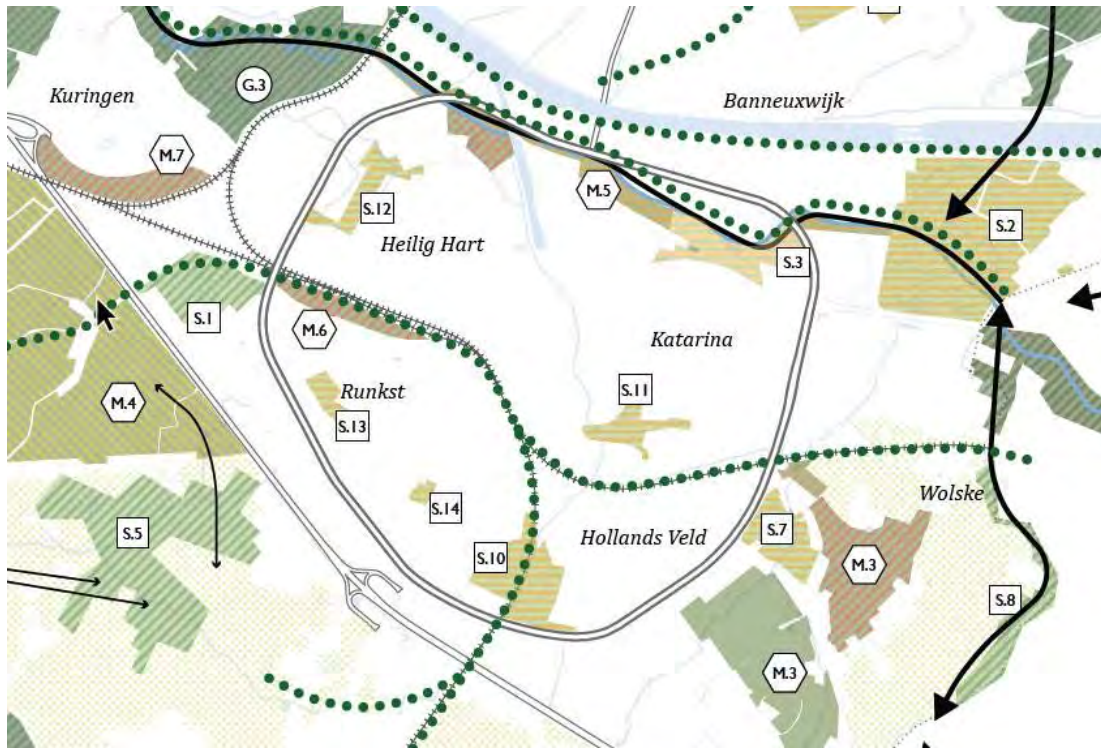 G.3
Kuringen
Banneuxwijk
M.7
M.5
S.12
S.2
Heilig Hart
S.3
S.1
M.6
Katarina
Runkst
S.11
M.4
S.13
S.14
Wolske
S.5
S.7
Hollands Veld
S.10
M.3
S.8
M.3